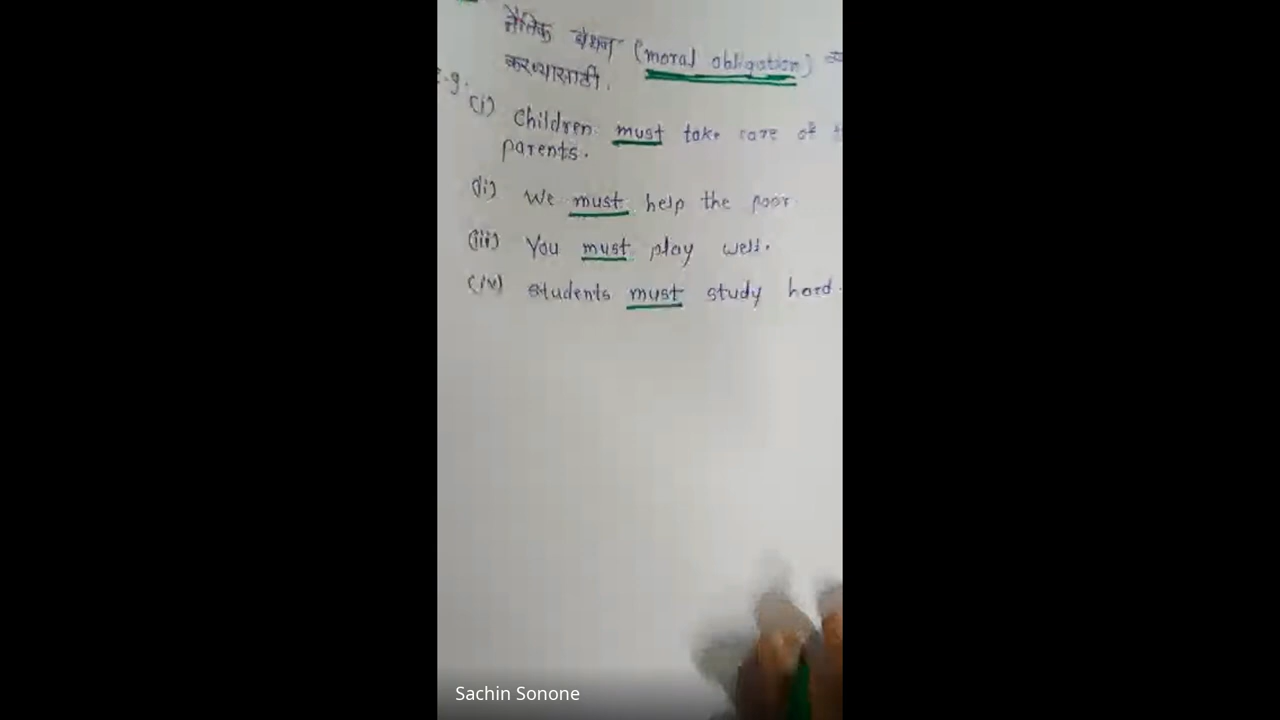 नैतिक बंधन (moral obligation)
करण्यासाठी.
e.g.
(i) Children must take care of
parents.
(ii) We must help the poor
(iii) You must play well.
(iv) Students must study hard.
Sachin Sonone